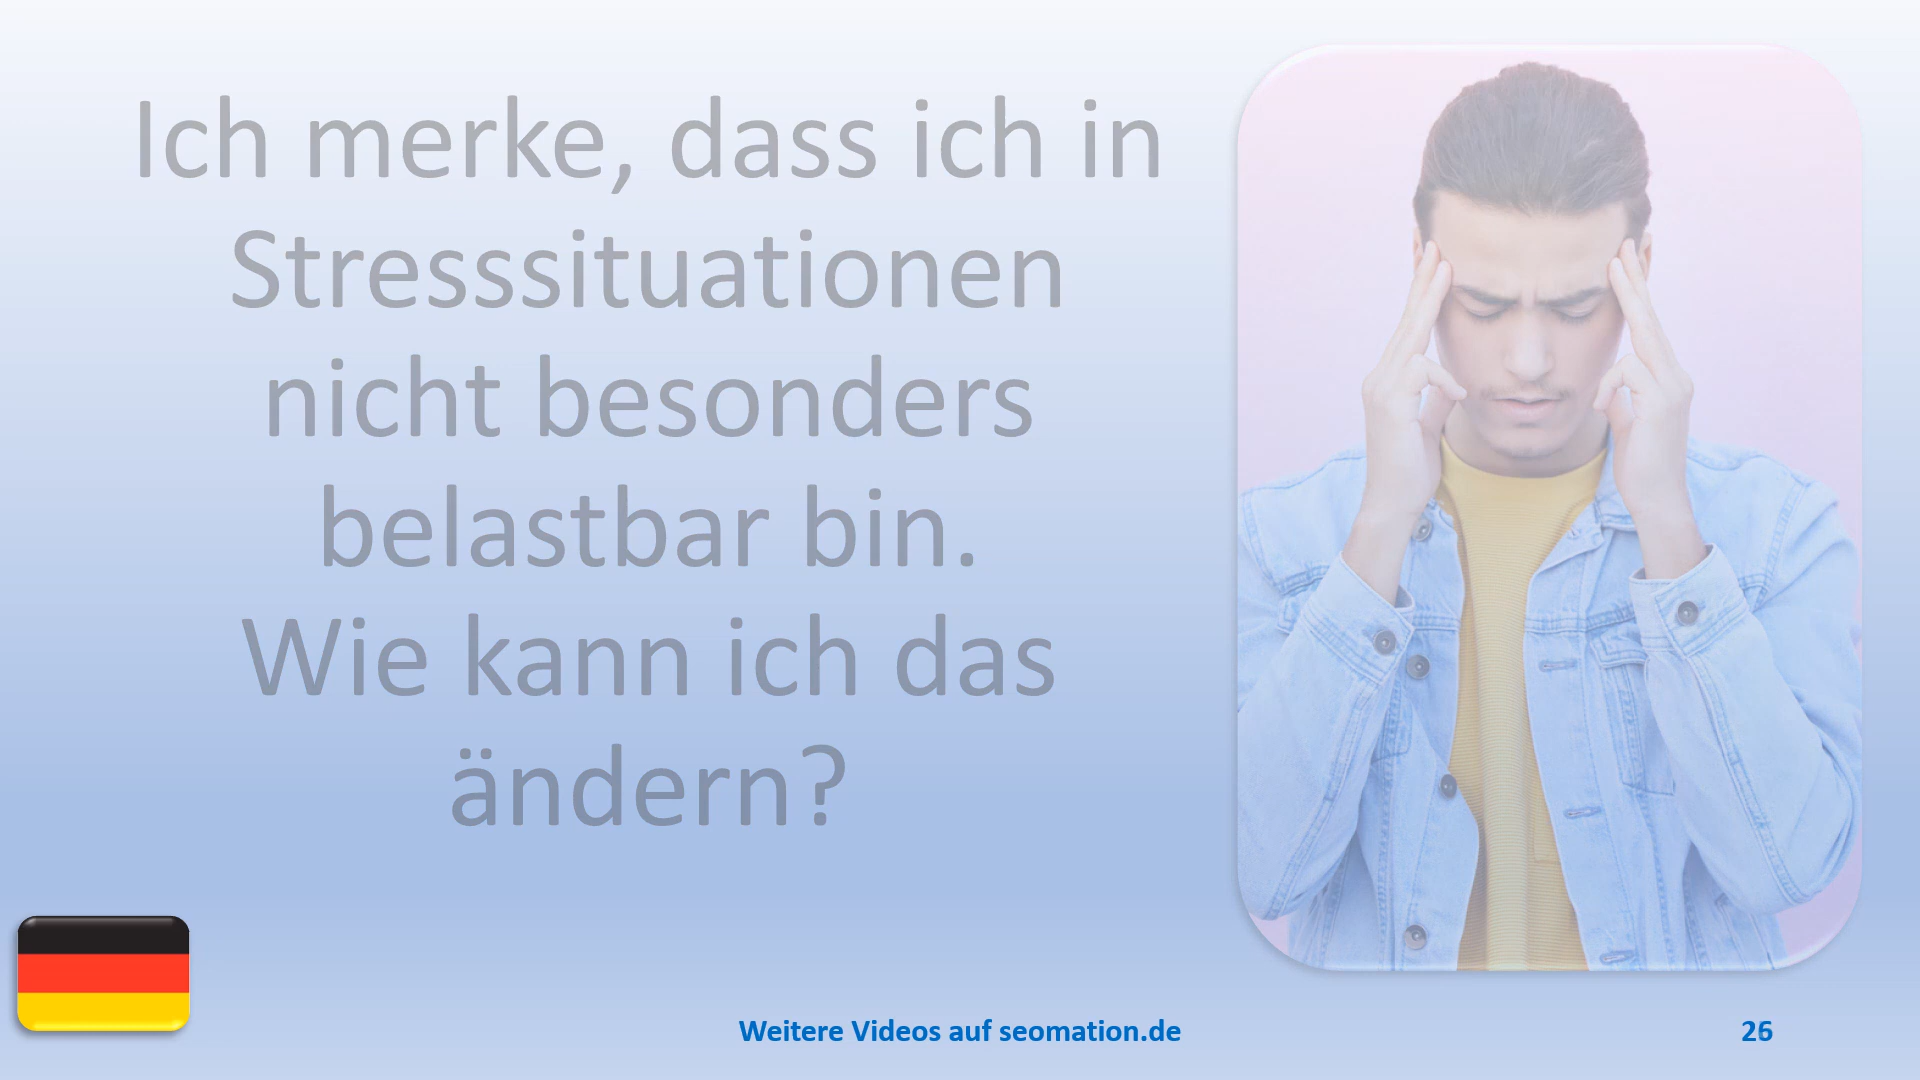 Ich merke, dass ich in
Stresssituationen
nicht besonders
belastbar bin.
Wie kann ich das
ändern?
Weitere Videos auf seomation.de